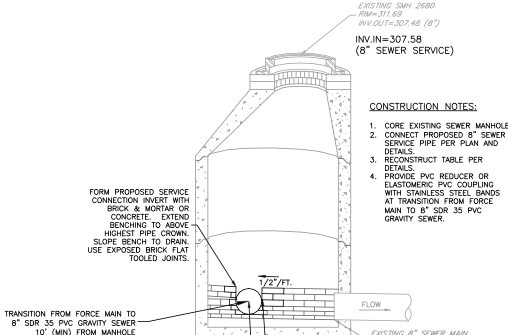 EXISTING SMH 2680
RIM=311.69
INV.OUT=307.48 (8")
INV.IN=307.58
(8" SEWER SERVICE)
CONSTRUCTION NOTES:
1. CORE EXISTING SEWER MANHOLE
2. CONNECT PROPOSED 8" SEWER
SERVICE PIPE PER PLAN AND
DETAILS.
3. RECONSTRUCT TABLE PER
DETAILS.
4. PROVIDE PVC REDUCER OR
ELASTOMERIC PVC COUPLING
WITH STAINLESS STEEL BANDS
AT TRANSITION FROM FORCE
MAIN TO 8" SDR 35 PVC
GRAVITY SEWER.
FORM PROPOSED SERVICE
CONNECTION INVERT WITH
BRICK & MORTAR OR
CONCRETE. EXTEND
BENCHING TO ABOVE
HIGHEST PIPE CROWN.
SLOPE BENCH TO DRAIN.
USE EXPOSED BRICK FLAT
TOOLED JOINTS.
1/2"/FT.
FLOW
TRANSITION FROM FORCE MAIN TO
8" SDR 35 PVC GRAVITY SEWER
10' (MIN) FROM MANHOLE
EXISTING 8" SEWER MAIN